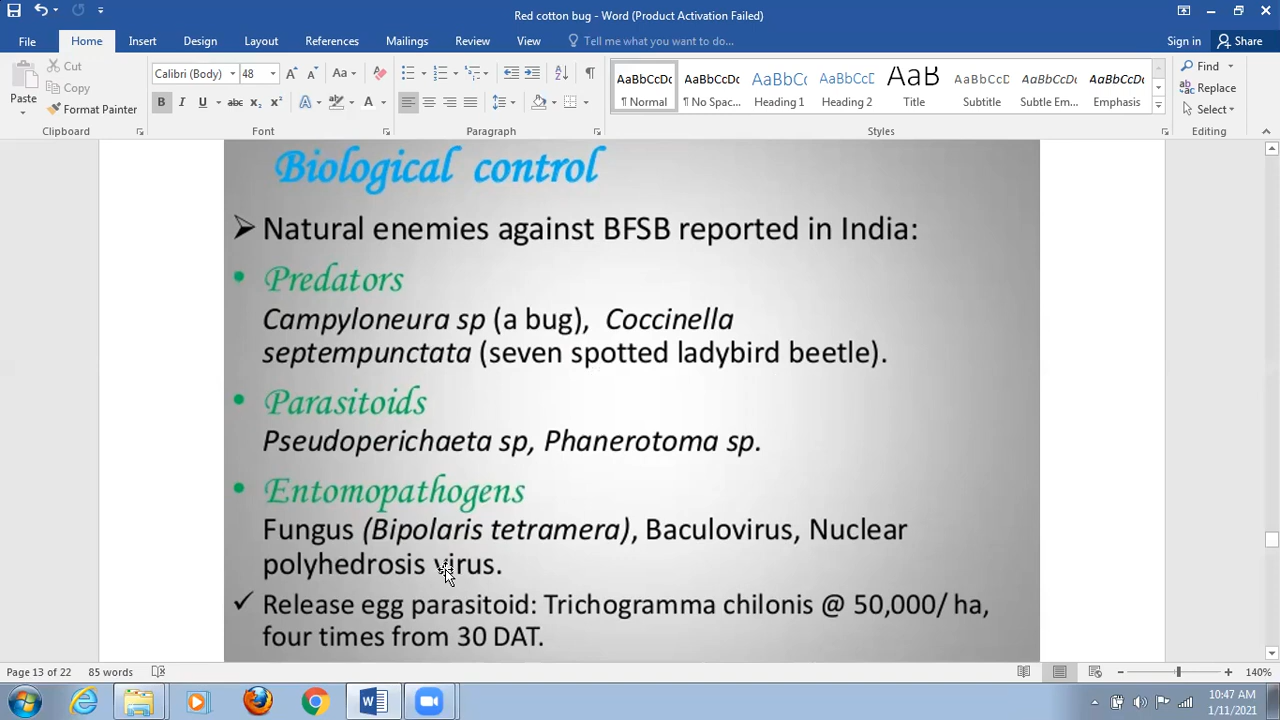 Red cotton bug - Word (Product Activation Failed)
File Home Insert Design Layout References Mailings Review View Tell me what you want to do... Sign in Share
Paste Cut Copy Format Painter
Calibri (Body) 48 Aa
B I U abc x₂ x² A A
AaBbCcDc AaBbCcDc AaBbCc AaBbCcD AaB AaBbCcD AaBbCcDc AaBbCcDc
¶ Normal ¶ No Spac... Heading 1 Heading 2 Title Subtitle Subtle Em... Emphasis
Find Replace Select
Clipboard Font Paragraph Styles Editing
Biological control
Natural enemies against BFSB reported in India:
Predators
Campyloneura sp (a bug), Coccinella
septempunctata (seven spotted ladybird beetle).
Parasitoids
Pseudoperichaeta sp, Phanerotoma sp.
Entomopathogens
Fungus (Bipolaris tetramera), Baculovirus, Nuclear
polyhedrosis virus.
Release egg parasitoid: Trichogramma chilonis @ 50,000/ ha,
four times from 30 DAT.
Page 13 of 22 85 words 140%
10:47 AM
1/11/2021